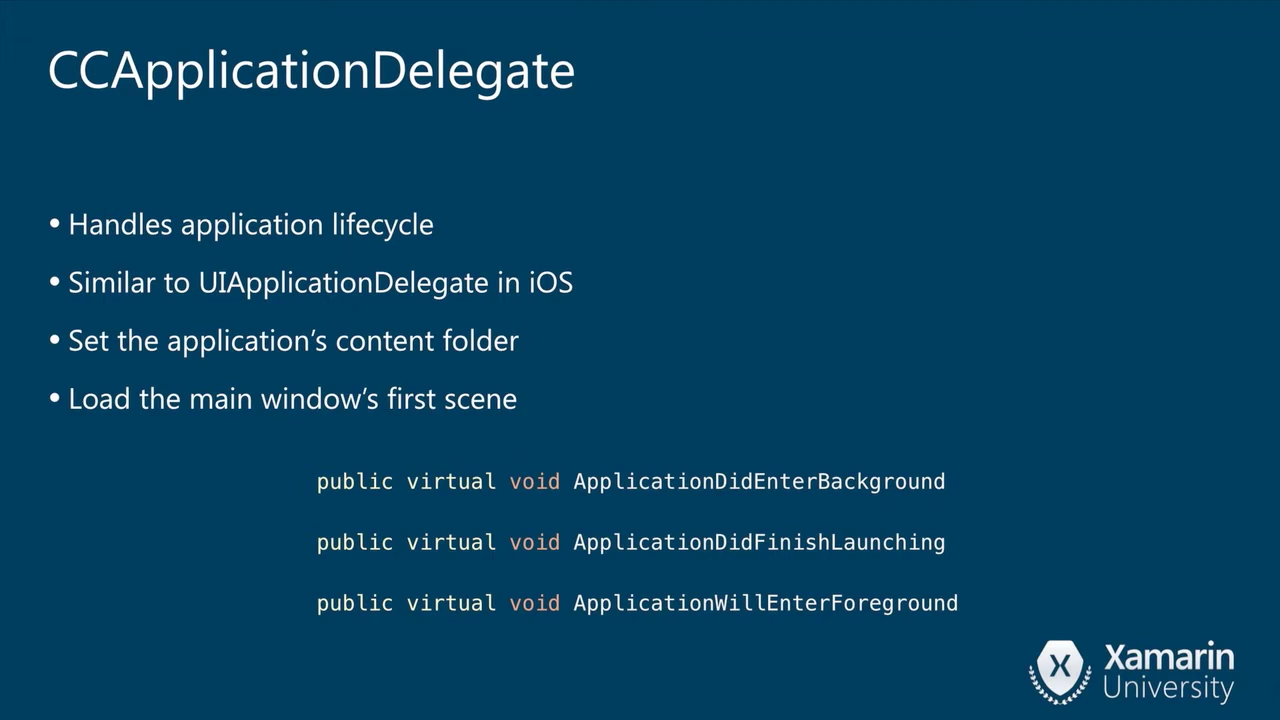 CCApplicationDelegate
• Handles application lifecycle
• Similar to UIApplicationDelegate in iOS
• Set the application’s content folder
• Load the main window’s first scene
public virtual void ApplicationDidEnterBackground
public virtual void ApplicationDidFinishLaunching
public virtual void ApplicationWillEnterForeground
X
Xamarin
University